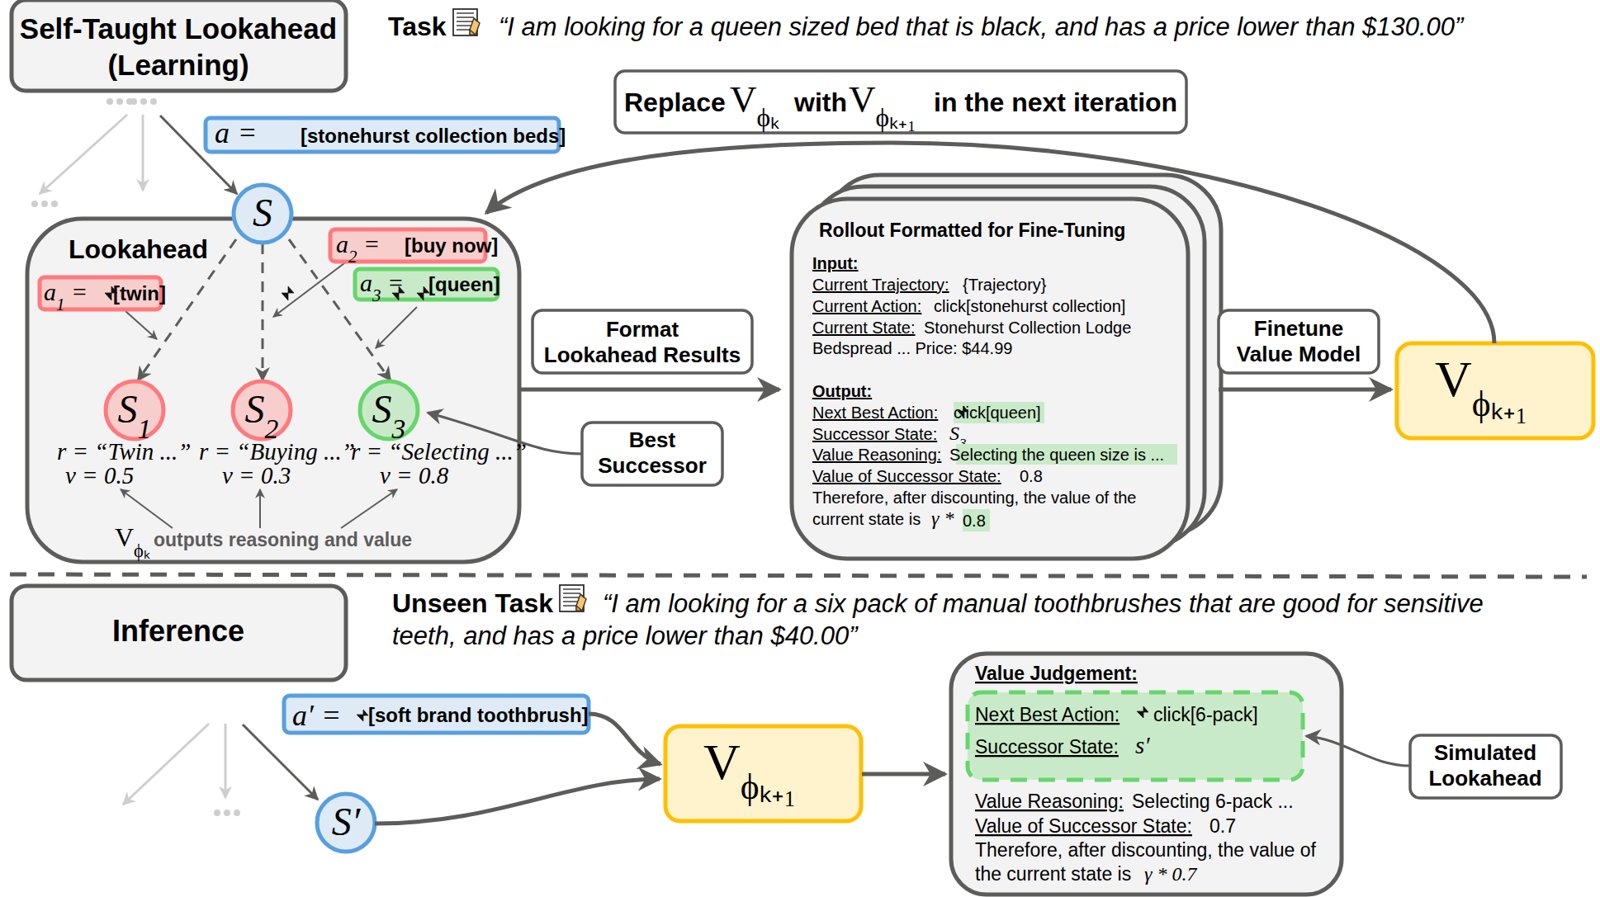 Self-Taught Lookahead
(Learning)
Task “I am looking for a queen sized bed that is black, and has a price lower than $130.00”
Replace V_ϕₖ with V_ϕₖ₊₁ in the next iteration
a = [stonehurst collection beds]
S
Lookahead
a₂ = [buy now]
a₁ = [twin]
a₃ = [queen]
S₁ S₂ S₃
r = “Twin ...” r = “Buying ...” r = “Selecting ...”
v = 0.5 v = 0.3 v = 0.8
V_ϕₖ outputs reasoning and value
Format
Lookahead Results
Best
Successor
Rollout Formatted for Fine-Tuning
Input:
Current Trajectory: {Trajectory}
Current Action: click[stonehurst collection]
Current State: Stonehurst Collection Lodge
Bedspread ... Price: $44.99
Output:
Next Best Action: click[queen]
Successor State: S₃
Value Reasoning: Selecting the queen size is ...
Value of Successor State: 0.8
Therefore, after discounting, the value of the
current state is γ * 0.8
Finetune
Value Model
V_ϕₖ₊₁
Inference
Unseen Task “I am looking for a six pack of manual toothbrushes that are good for sensitive
teeth, and has a price lower than $40.00”
a′ = [soft brand toothbrush]
S′
V_ϕₖ₊₁
Value Judgement:
Next Best Action: click[6-pack]
Successor State: s′
Value Reasoning: Selecting 6-pack ...
Value of Successor State: 0.7
Therefore, after discounting, the value of
the current state is γ * 0.7
Simulated
Lookahead